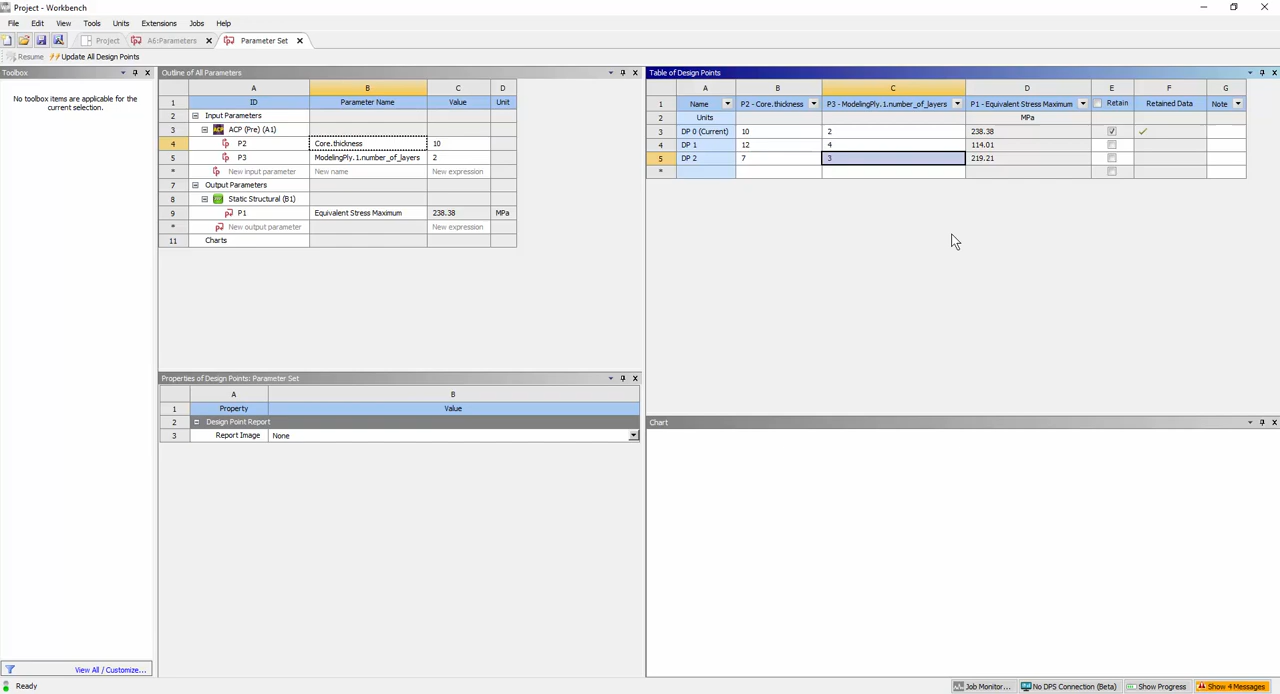 Project - Workbench
File Edit View Tools Units Extensions Jobs Help
Project A6:Parameters Parameter Set
Resume Update All Design Points
Toolbox
No toolbox items are applicable for the
current selection.
View All / Customize...
Outline of All Parameters
A B C D
1 ID Parameter Name Value Unit
2 Input Parameters
3 ACP (Pre) (A1)
4 P2 Core.thickness 10
5 P3 ModelingPly.1.number_of_layers 2
* New input parameter New name New expression
7 Output Parameters
8 Static Structural (B1)
9 P1 Equivalent Stress Maximum 238.38 MPa
* New output parameter New expression
11 Charts
Properties of Design Points: Parameter Set
A B
1 Property Value
2 Design Point Report
3 Report Image None
Table of Design Points
A B C D E F G
1 Name P2 - Core.thickness P3 - ModelingPly.1.number_of_layers P1 - Equivalent Stress Maximum Retain Retained Data Note
2 Units MPa
3 DP 0 (Current) 10 2 238.38
4 DP 1 12 4 114.01
5 DP 2 7 3 219.21
*
Chart
Ready
Job Monitor... No DPS Connection (Beta) Show Progress Show 4 Messages